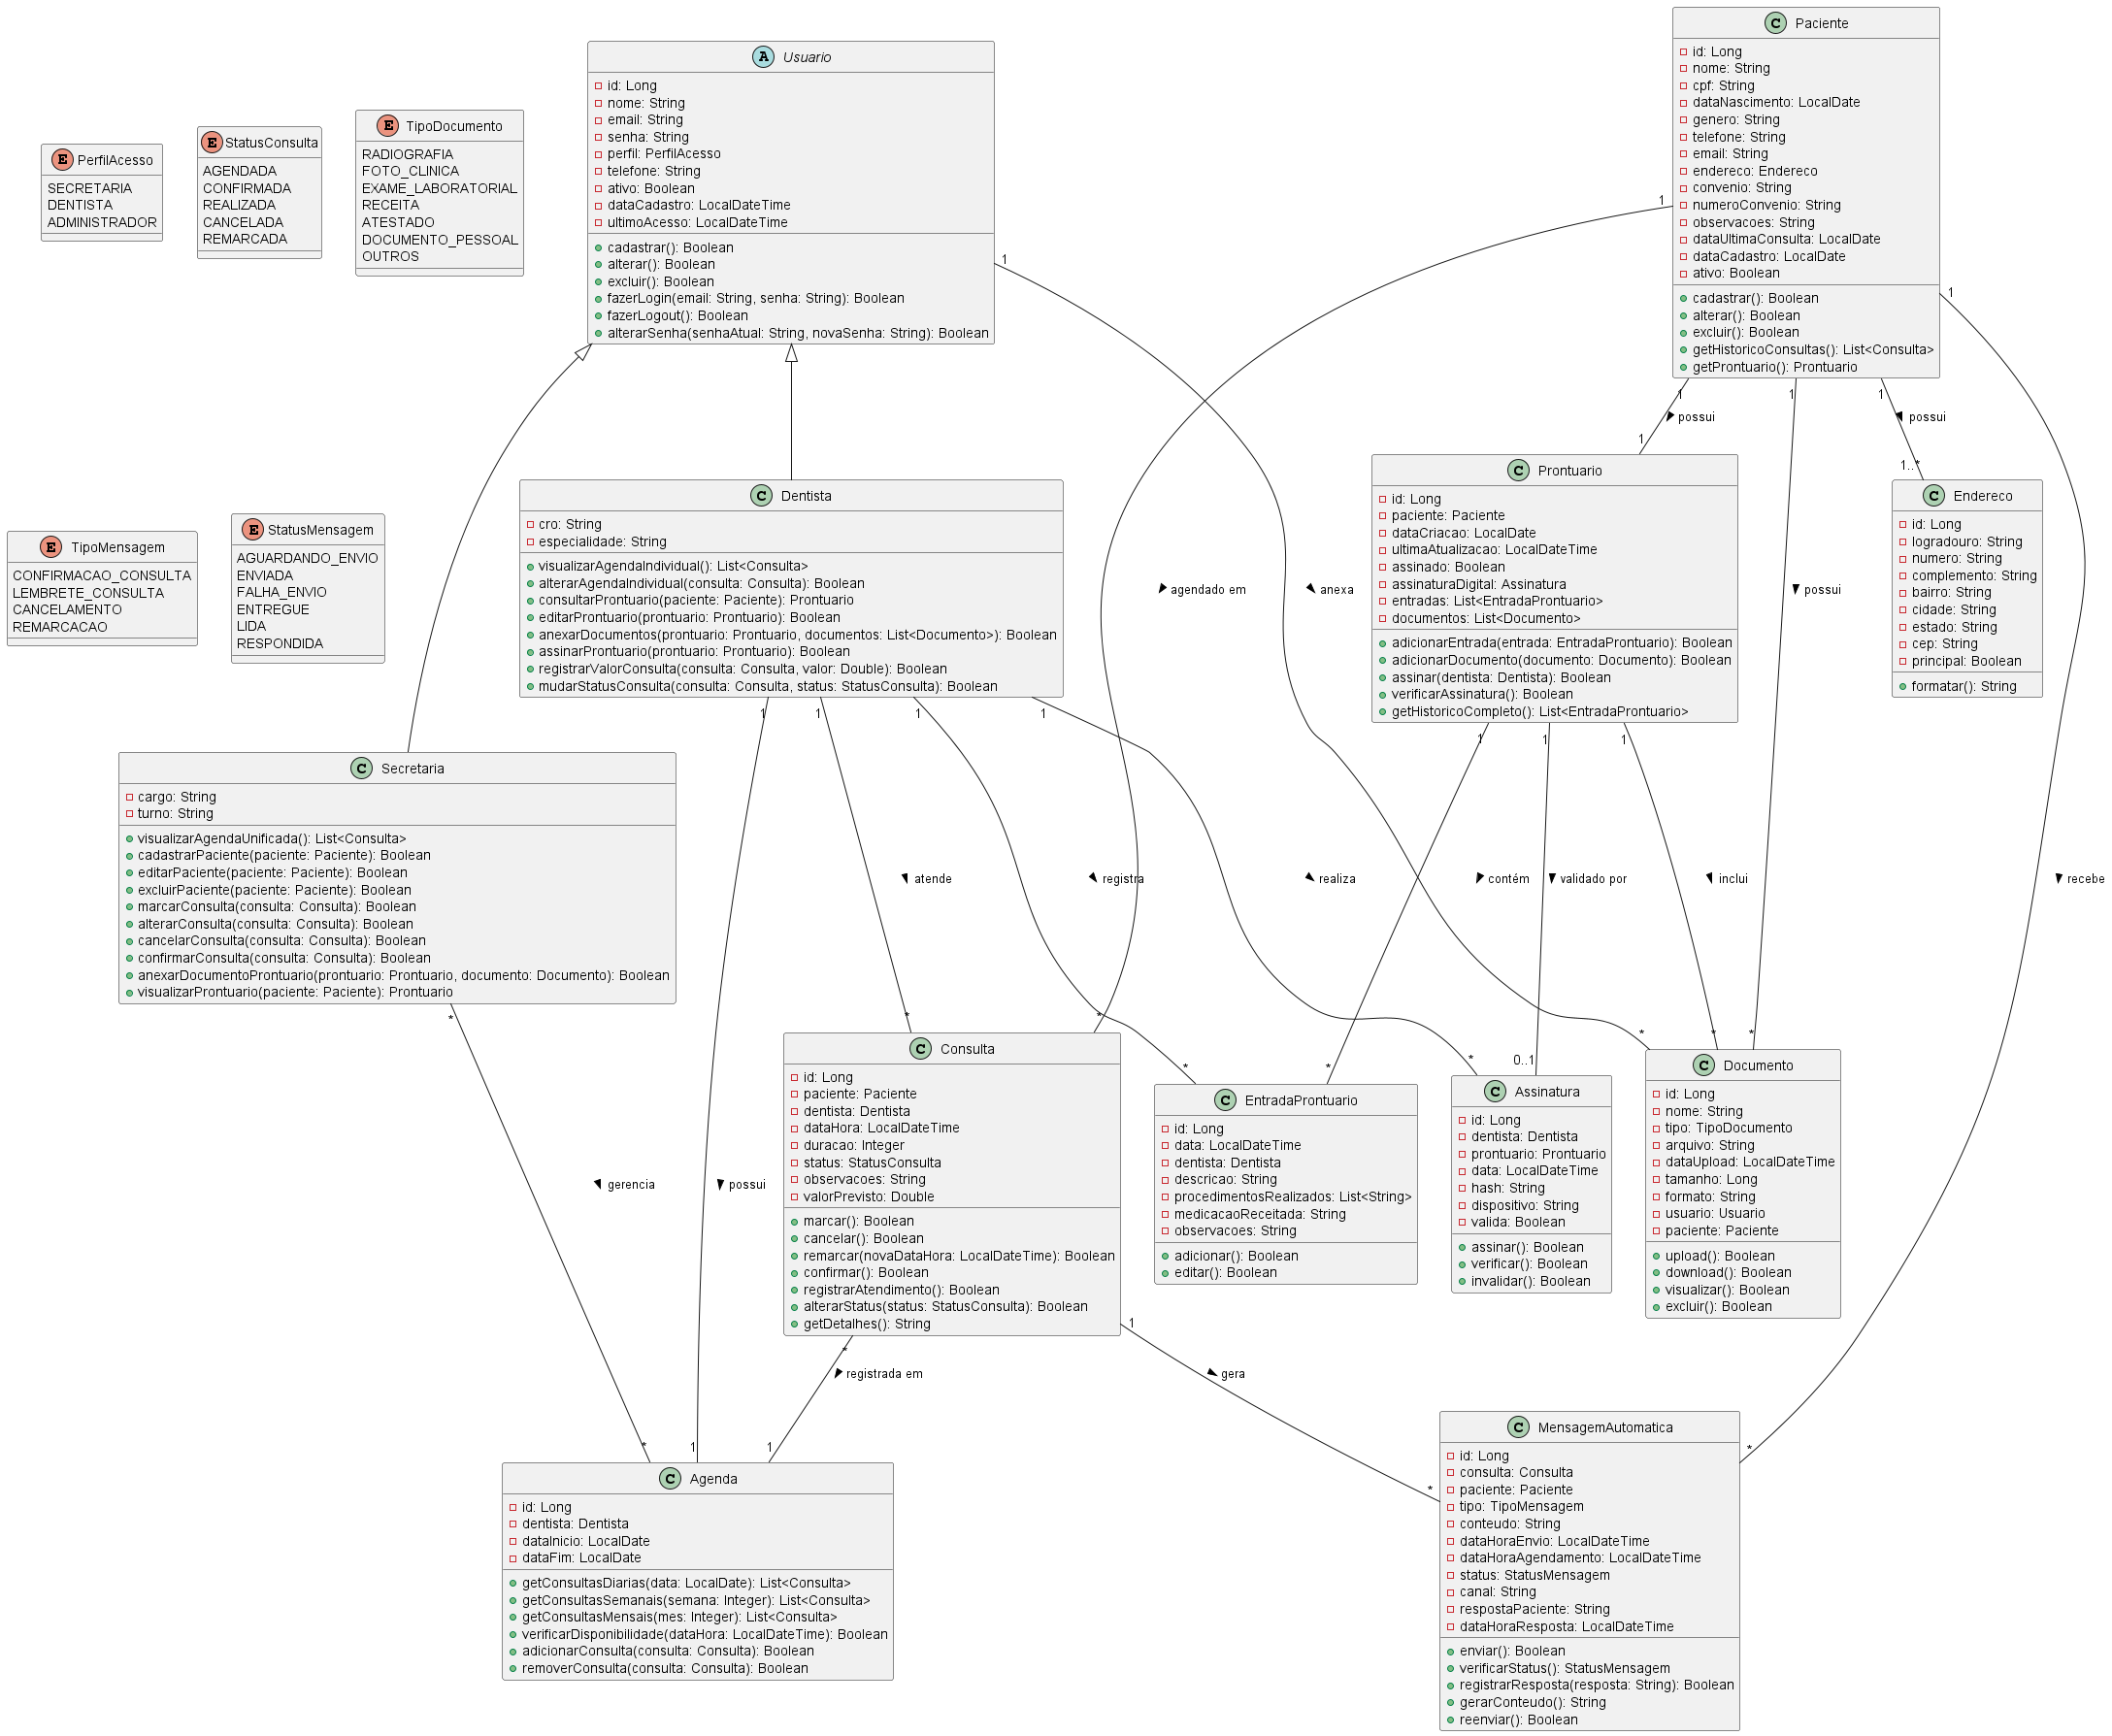 Usuario
id: Long
nome: String
email: String
senha: String
perfil: PerfilAcesso
telefone: String
ativo: Boolean
dataCadastro: LocalDateTime
ultimoAcesso: LocalDateTime
cadastrar(): Boolean
alterar(): Boolean
excluir(): Boolean
fazerLogin(email: String, senha: String): Boolean
fazerLogout(): Boolean
alterarSenha(senhaAtual: String, novaSenha: String): Boolean
Paciente
id: Long
nome: String
cpf: String
dataNascimento: LocalDate
genero: String
telefone: String
email: String
endereco: Endereco
convenio: String
numeroConvenio: String
observacoes: String
dataUltimaConsulta: LocalDate
dataCadastro: LocalDate
ativo: Boolean
cadastrar(): Boolean
alterar(): Boolean
excluir(): Boolean
getHistoricoConsultas(): List<Consulta>
getProntuario(): Prontuario
PerfilAcesso
SECRETARIA
DENTISTA
ADMINISTRADOR
StatusConsulta
AGENDADA
CONFIRMADA
REALIZADA
CANCELADA
REMARCADA
TipoDocumento
RADIOGRAFIA
FOTO_CLINICA
EXAME_LABORATORIAL
RECEITA
ATESTADO
DOCUMENTO_PESSOAL
OUTROS
1
1
1
1
1
1
possui
possui
1
1..*
TipoMensagem
CONFIRMACAO_CONSULTA
LEMBRETE_CONSULTA
CANCELAMENTO
REMARCACAO
StatusMensagem
AGUARDANDO_ENVIO
ENVIADA
FALHA_ENVIO
ENTREGUE
LIDA
RESPONDIDA
Dentista
cro: String
especialidade: String
visualizarAgendaIndividual(): List<Consulta>
alterarAgendaIndividual(consulta: Consulta): Boolean
consultarProntuario(paciente: Paciente): Prontuario
editarProntuario(prontuario: Prontuario): Boolean
anexarDocumentos(prontuario: Prontuario, documentos: List<Documento>): Boolean
assinarProntuario(prontuario: Prontuario): Boolean
registrarValorConsulta(consulta: Consulta, valor: Double): Boolean
mudarStatusConsulta(consulta: Consulta, status: StatusConsulta): Boolean
agendado em
anexa
Prontuario
id: Long
paciente: Paciente
dataCriacao: LocalDate
ultimaAtualizacao: LocalDateTime
assinado: Boolean
assinaturaDigital: Assinatura
entradas: List<EntradaProntuario>
documentos: List<Documento>
adicionarEntrada(entrada: EntradaProntuario): Boolean
adicionarDocumento(documento: Documento): Boolean
assinar(dentista: Dentista): Boolean
verificarAssinatura(): Boolean
getHistoricoCompleto(): List<EntradaProntuario>
possui
Endereco
id: Long
logradouro: String
numero: String
complemento: String
bairro: String
cidade: String
estado: String
cep: String
principal: Boolean
formatar(): String
1
1
1
1
1
1
1
Secretaria
cargo: String
turno: String
visualizarAgendaUnificada(): List<Consulta>
cadastrarPaciente(paciente: Paciente): Boolean
editarPaciente(paciente: Paciente): Boolean
excluirPaciente(paciente: Paciente): Boolean
marcarConsulta(consulta: Consulta): Boolean
alterarConsulta(consulta: Consulta): Boolean
cancelarConsulta(consulta: Consulta): Boolean
confirmarConsulta(consulta: Consulta): Boolean
anexarDocumentoProntuario(prontuario: Prontuario, documento: Documento): Boolean
visualizarProntuario(paciente: Paciente): Prontuario
atende
registra
realiza
contém
validado por
inclui
recebe
*
*
*
*
*
*
0..1
*
*
*
Consulta
id: Long
paciente: Paciente
dentista: Dentista
dataHora: LocalDateTime
duracao: Integer
status: StatusConsulta
observacoes: String
valorPrevisto: Double
marcar(): Boolean
cancelar(): Boolean
remarcar(novaDataHora: LocalDateTime): Boolean
confirmar(): Boolean
registrarAtendimento(): Boolean
alterarStatus(status: StatusConsulta): Boolean
getDetalhes(): String
EntradaProntuario
id: Long
data: LocalDateTime
dentista: Dentista
descricao: String
procedimentosRealizados: List<String>
medicacaoReceitada: String
observacoes: String
adicionar(): Boolean
editar(): Boolean
Assinatura
id: Long
dentista: Dentista
prontuario: Prontuario
data: LocalDateTime
hash: String
dispositivo: String
valida: Boolean
assinar(): Boolean
verificar(): Boolean
invalidar(): Boolean
Documento
id: Long
nome: String
tipo: TipoDocumento
arquivo: String
dataUpload: LocalDateTime
tamanho: Long
formato: String
usuario: Usuario
paciente: Paciente
upload(): Boolean
download(): Boolean
visualizar(): Boolean
excluir(): Boolean
gerencia
possui
*
1
registrada em
gera
*
1
1
*
*
Agenda
id: Long
dentista: Dentista
dataInicio: LocalDate
dataFim: LocalDate
getConsultasDiarias(data: LocalDate): List<Consulta>
getConsultasSemanais(semana: Integer): List<Consulta>
getConsultasMensais(mes: Integer): List<Consulta>
verificarDisponibilidade(dataHora: LocalDateTime): Boolean
adicionarConsulta(consulta: Consulta): Boolean
removerConsulta(consulta: Consulta): Boolean
MensagemAutomatica
id: Long
consulta: Consulta
paciente: Paciente
tipo: TipoMensagem
conteudo: String
dataHoraEnvio: LocalDateTime
dataHoraAgendamento: LocalDateTime
status: StatusMensagem
canal: String
respostaPaciente: String
dataHoraResposta: LocalDateTime
enviar(): Boolean
verificarStatus(): StatusMensagem
registrarResposta(resposta: String): Boolean
gerarConteudo(): String
reenviar(): Boolean